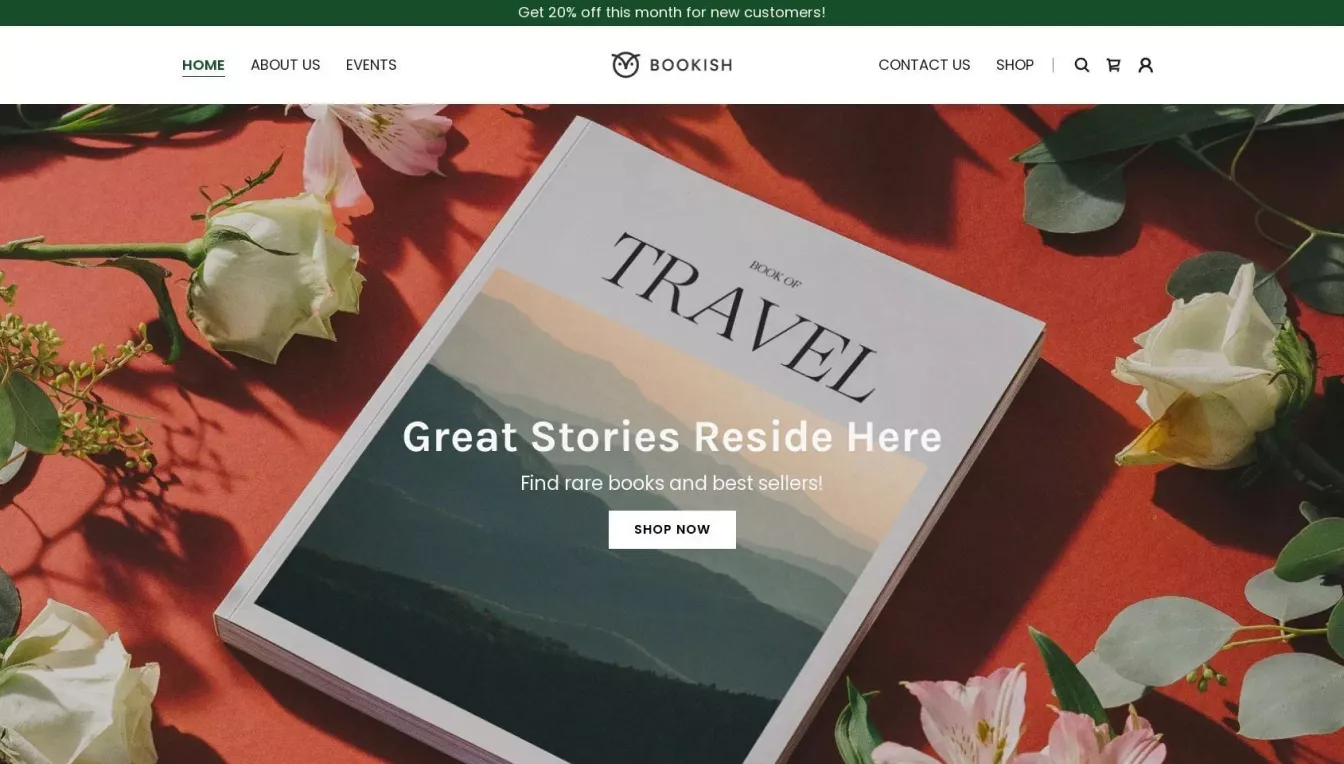 Get 20% off this month for new customers!
HOME ABOUT US EVENTS BOOKISH CONTACT US SHOP
BOOK OF
TRAVEL
Great Stories Reside Here
Find rare books and best sellers!
SHOP NOW